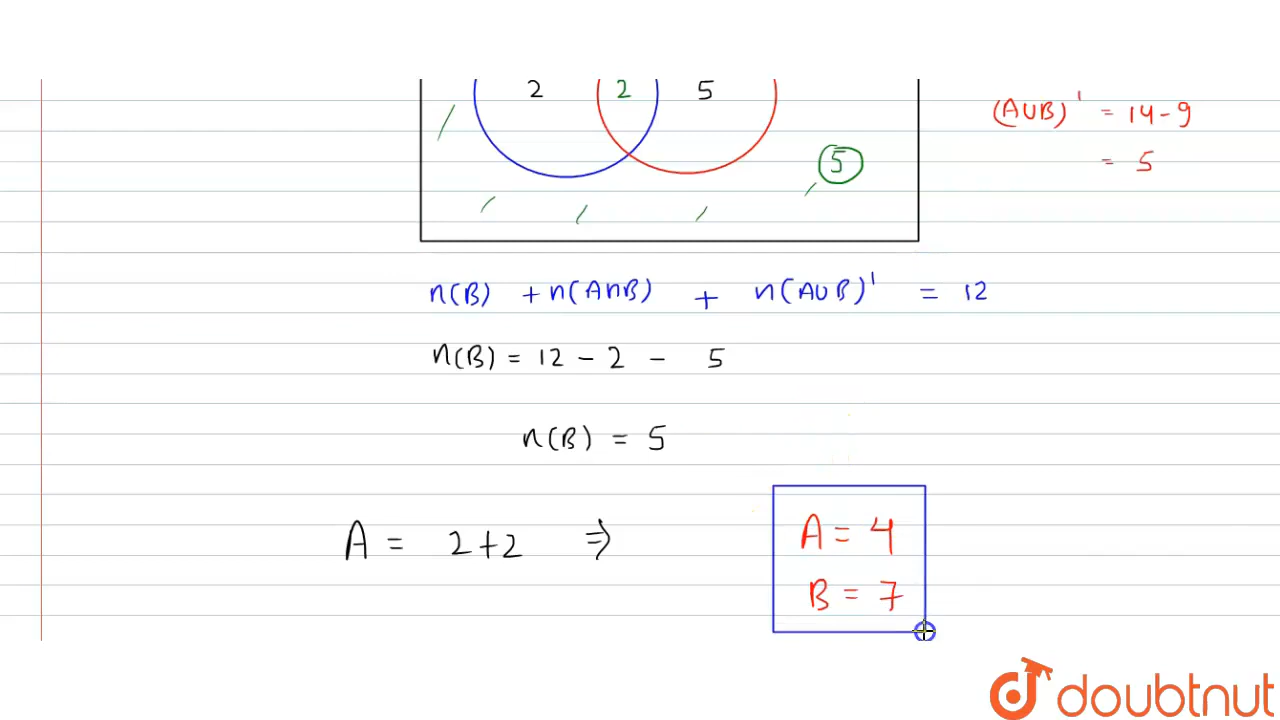 2 2 5
(A∪B)' = 14 - 9
= 5
5
n(B) + n(A∩B) + n(A∪B)' = 12
n(B) = 12 - 2 - 5
n(B) = 5
A = 2+2 ⇒
A = 4
B = 7
doubtnut